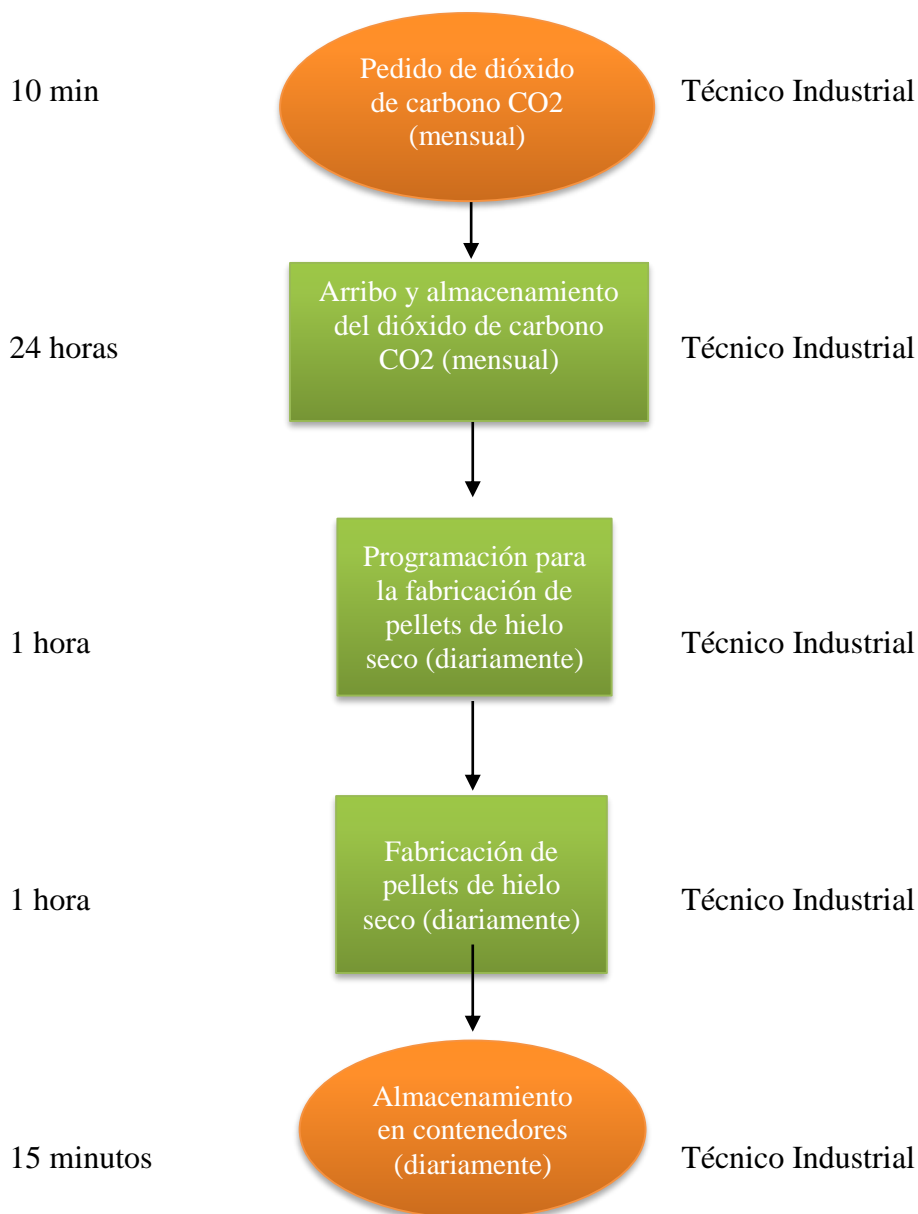 10 min
Pedido de dióxido
de carbono CO2
(mensual)
Técnico Industrial
24 horas
Arribo y almacenamiento
del dióxido de carbono
CO2 (mensual)
Técnico Industrial
1 hora
Programación para
la fabricación de
pellets de hielo
seco (diariamente)
Técnico Industrial
1 hora
Fabricación de
pellets de hielo
seco (diariamente)
Técnico Industrial
15 minutos
Almacenamiento
en contenedores
(diariamente)
Técnico Industrial